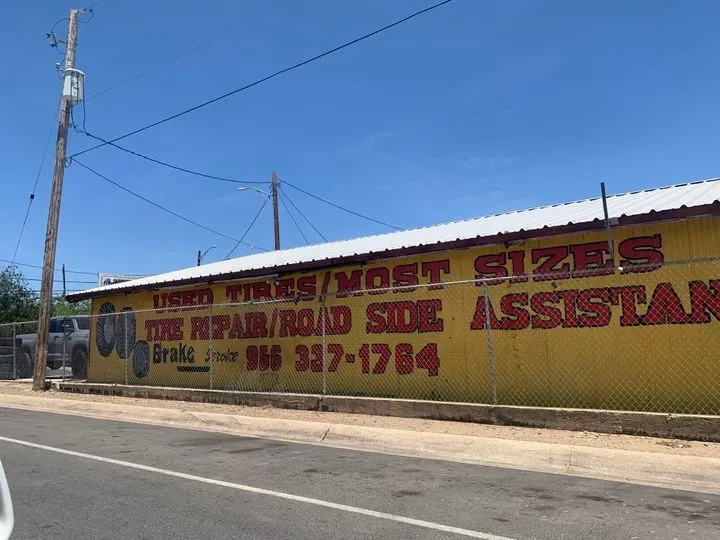 USED TIRES/MOST SIZES
TIRE REPAIR/ROAD SIDE ASSISTAN
Brake Service 956 337-1764